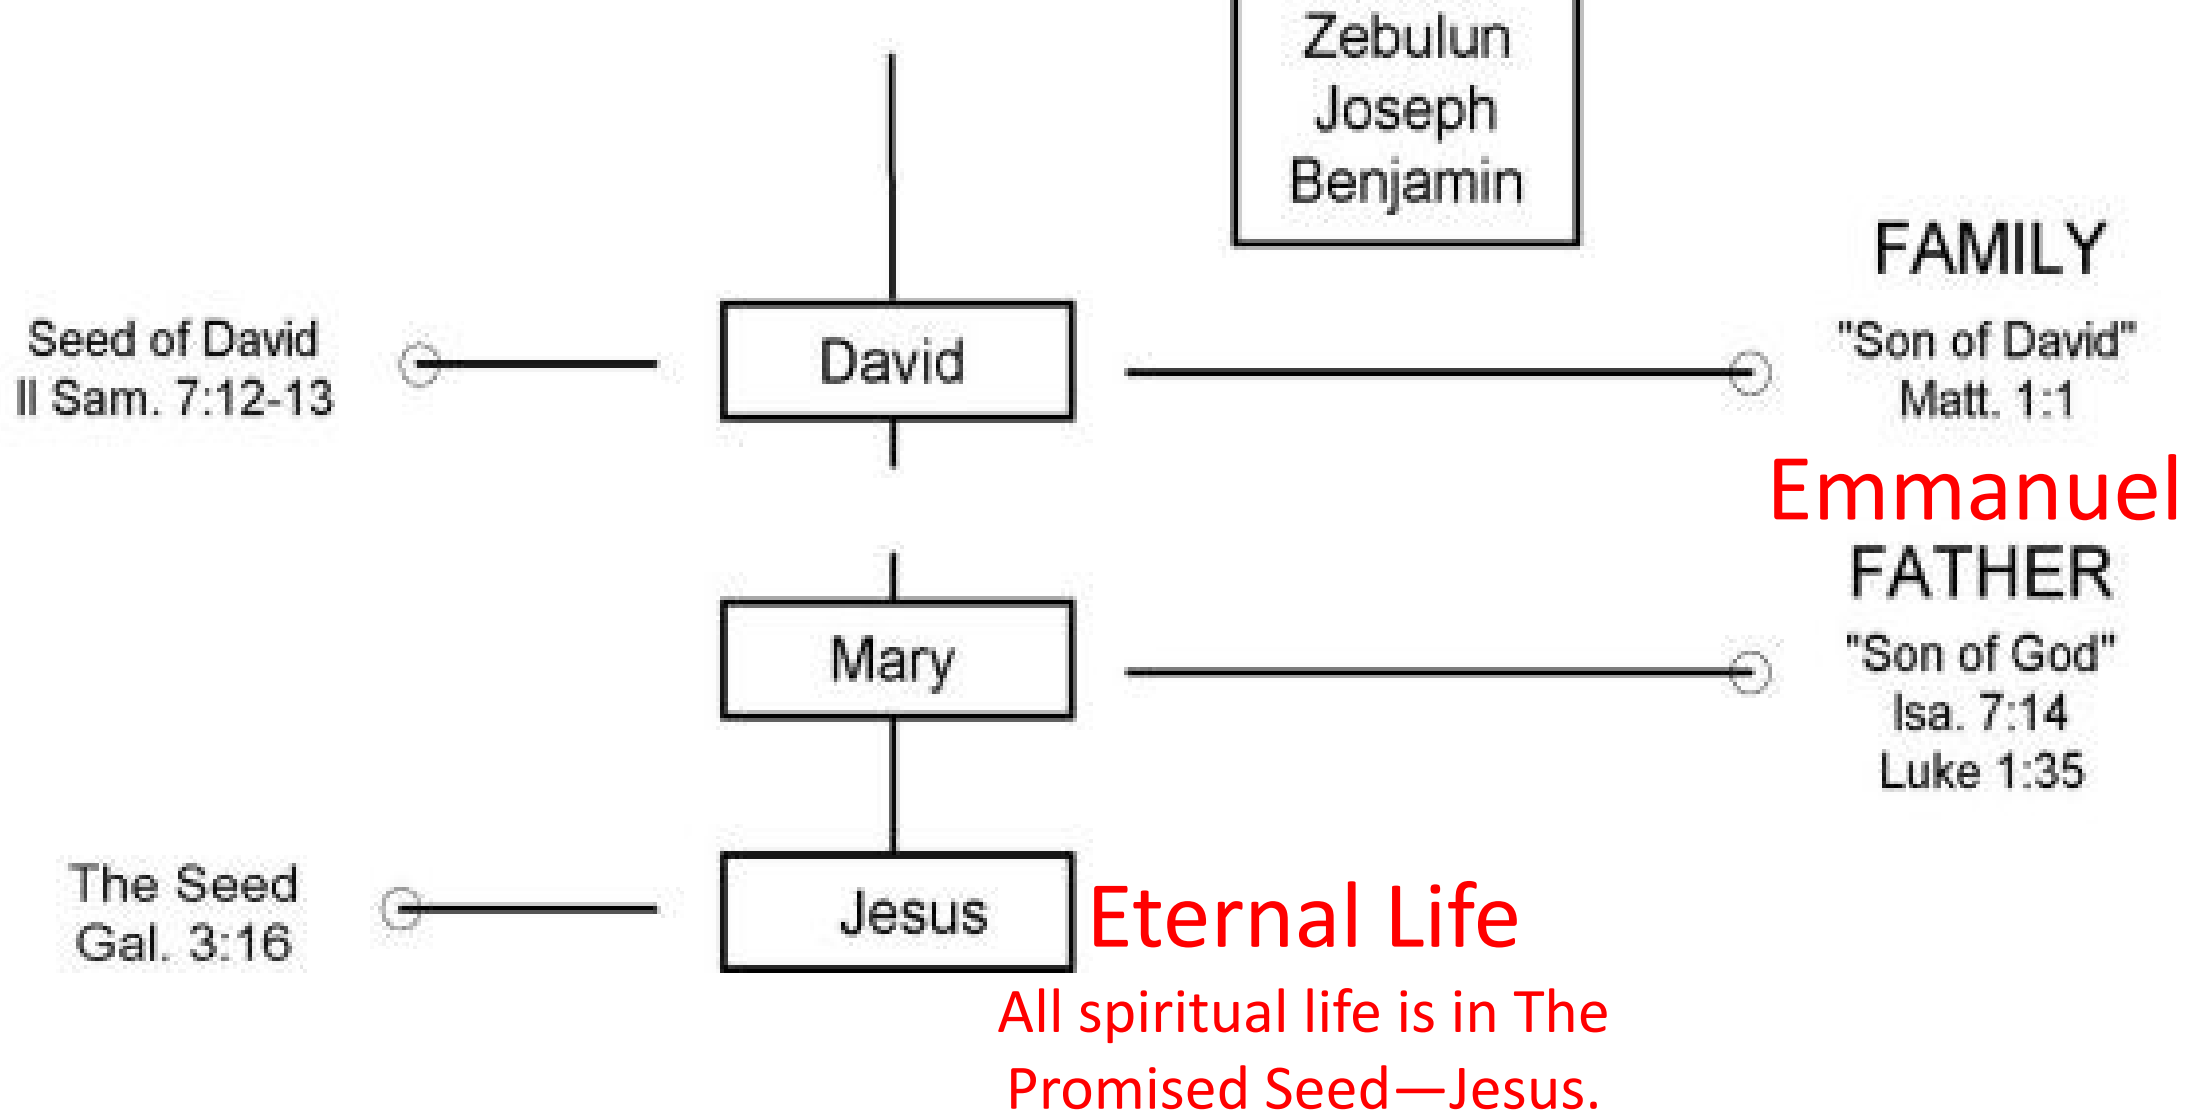 Zebulun
Joseph
Benjamin
FAMILY
Seed of David
II Sam. 7:12-13
David
"Son of David"
Matt. 1:1
Emmanuel
FATHER
Mary
"Son of God"
Isa. 7:14
Luke 1:35
The Seed
Gal. 3:16
Jesus
Eternal Life
All spiritual life is in The
Promised Seed—Jesus.